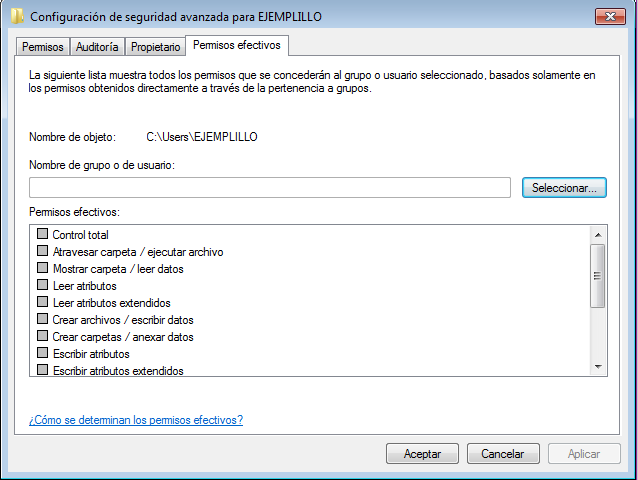 Configuración de seguridad avanzada para EJEMPLILLO
Permisos Auditoría Propietario Permisos efectivos
La siguiente lista muestra todos los permisos que se concederán al grupo o usuario seleccionado, basados solamente en
los permisos obtenidos directamente a través de la pertenencia a grupos.
Nombre de objeto: C:\Users\EJEMPLILLO
Nombre de grupo o de usuario:
Seleccionar...
Permisos efectivos:
Control total
Atravesar carpeta / ejecutar archivo
Mostrar carpeta / leer datos
Leer atributos
Leer atributos extendidos
Crear archivos / escribir datos
Crear carpetas / anexar datos
Escribir atributos
Escribir atributos extendidos
¿Cómo se determinan los permisos efectivos?
Aceptar Cancelar Aplicar